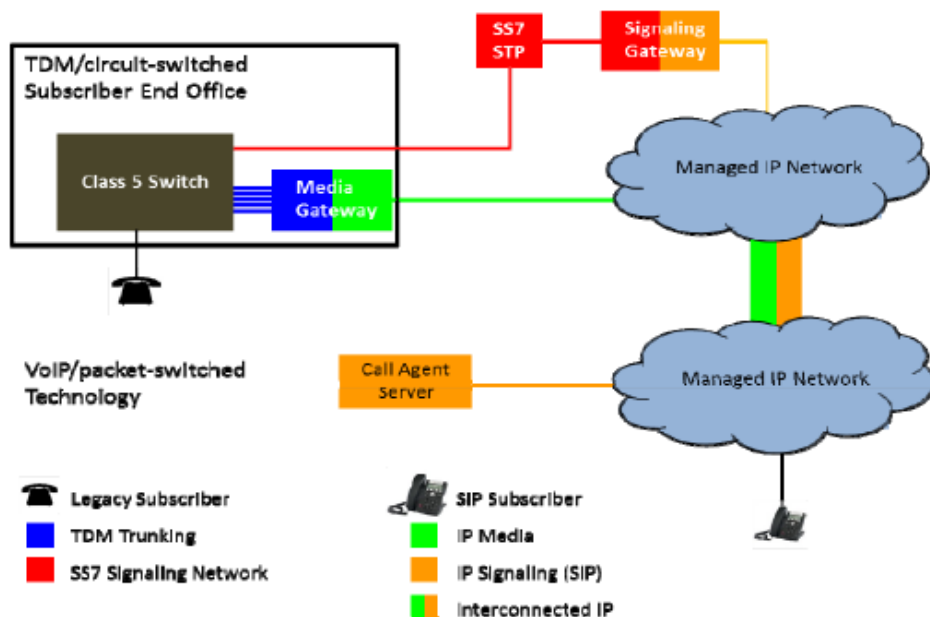 SS7
STP
Signaling
Gateway
TDM/circuit-switched
Subscriber End Office
Class 5 Switch
Media
Gateway
Managed IP Network
VoIP/packet-switched
Technology
Call Agent
Server
Managed IP Network
Legacy Subscriber
TDM Trunking
SS7 Signaling Network
SIP Subscriber
IP Media
IP Signaling (SIP)
Interconnected IP